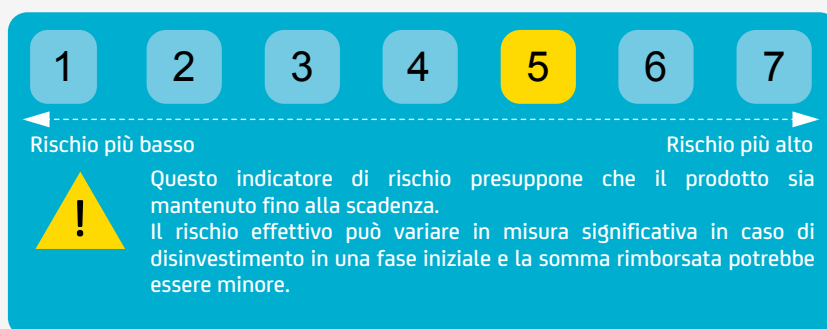 1 2 3 4 5 6 7
Rischio più basso Rischio più alto
Questo indicatore di rischio presuppone che il prodotto sia
mantenuto fino alla scadenza.
Il rischio effettivo può variare in misura significativa in caso di
disinvestimento in una fase iniziale e la somma rimborsata potrebbe
essere minore.
!